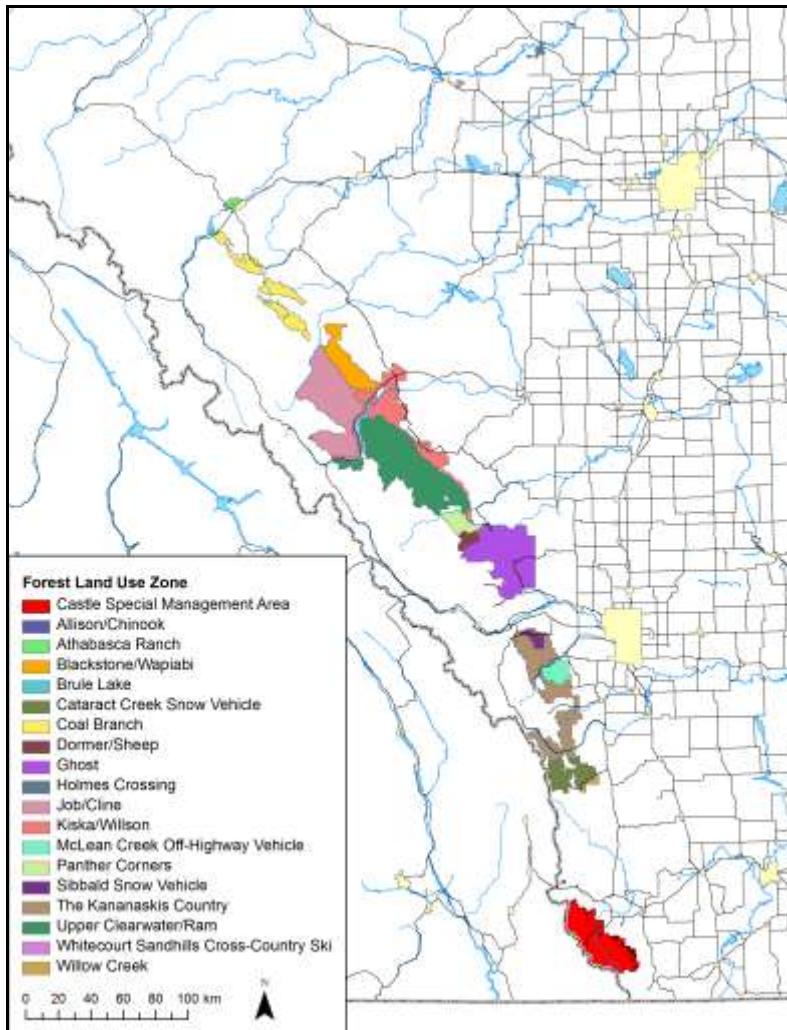 Forest Land Use Zone
Castle Special Management Area
Allison/Chinook
Athabasca Ranch
Blackstone/Wapiabi
Brule Lake
Cataract Creek Snow Vehicle
Coal Branch
Dormer/Sheep
Ghost
Holmes Crossing
Job/Cline
Kiska/Willson
McLean Creek Off-Highway Vehicle
Panther Corners
Sibbald Snow Vehicle
The Kananaskis Country
Upper Clearwater/Ram
Whitecourt Sandhills Cross-Country Ski
Willow Creek
0 20 40 60 80 100 km
N